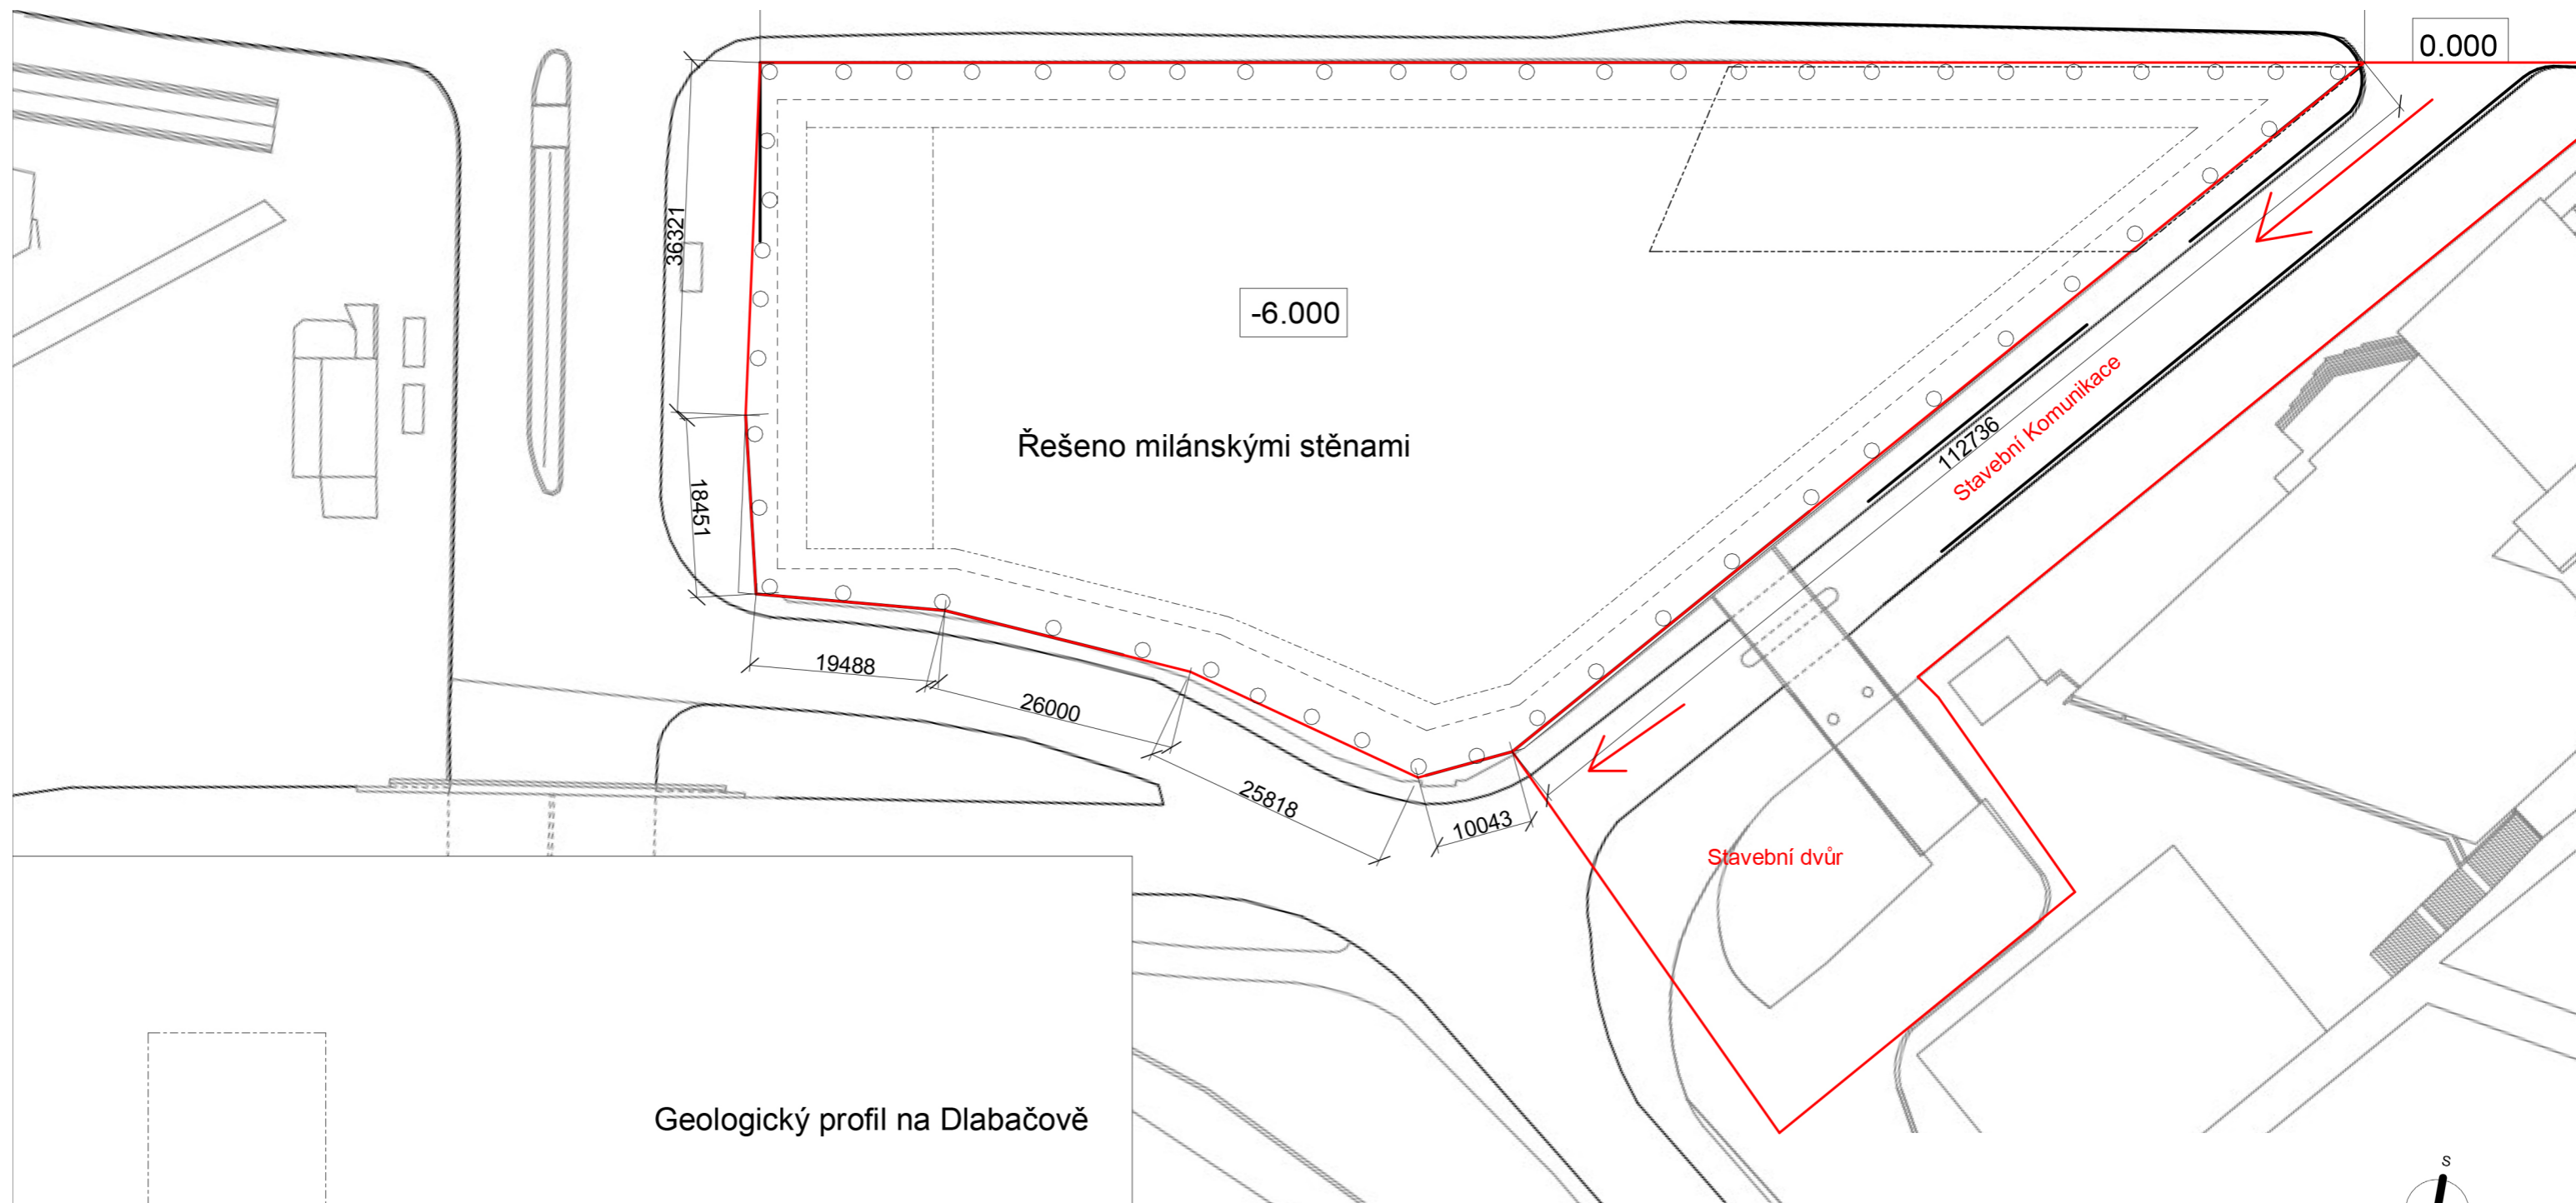 0.000
36321
-6.000
Řešeno milánskými stěnami
112736
Stavební Komunikace
18451
19488
26000
25818
10043
Stavební dvůr
Geologický profil na Dlabačově
S